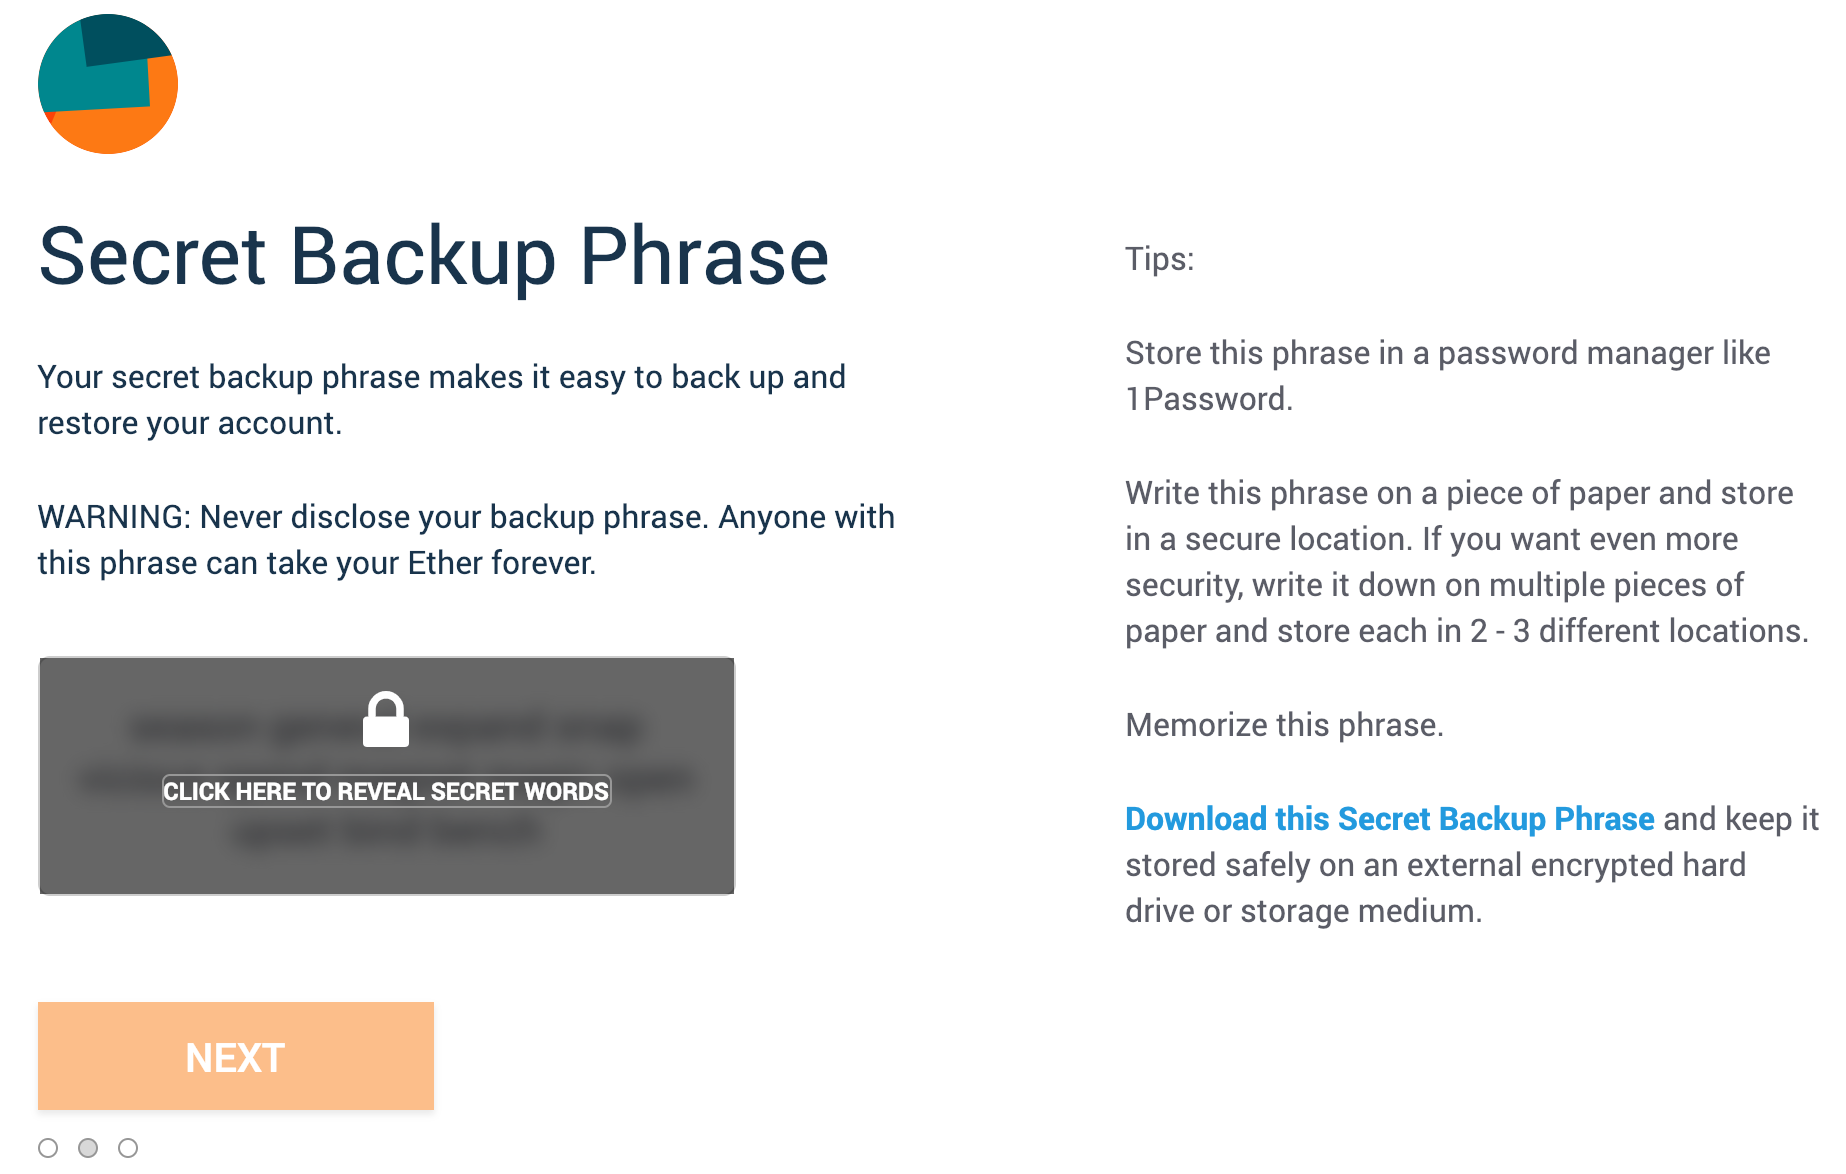 Secret Backup Phrase
Your secret backup phrase makes it easy to back up and
restore your account.
WARNING: Never disclose your backup phrase. Anyone with
this phrase can take your Ether forever.
CLICK HERE TO REVEAL SECRET WORDS
NEXT
Tips:
Store this phrase in a password manager like
1Password.
Write this phrase on a piece of paper and store
in a secure location. If you want even more
security, write it down on multiple pieces of
paper and store each in 2 - 3 different locations.
Memorize this phrase.
Download this Secret Backup Phrase and keep it
stored safely on an external encrypted hard
drive or storage medium.